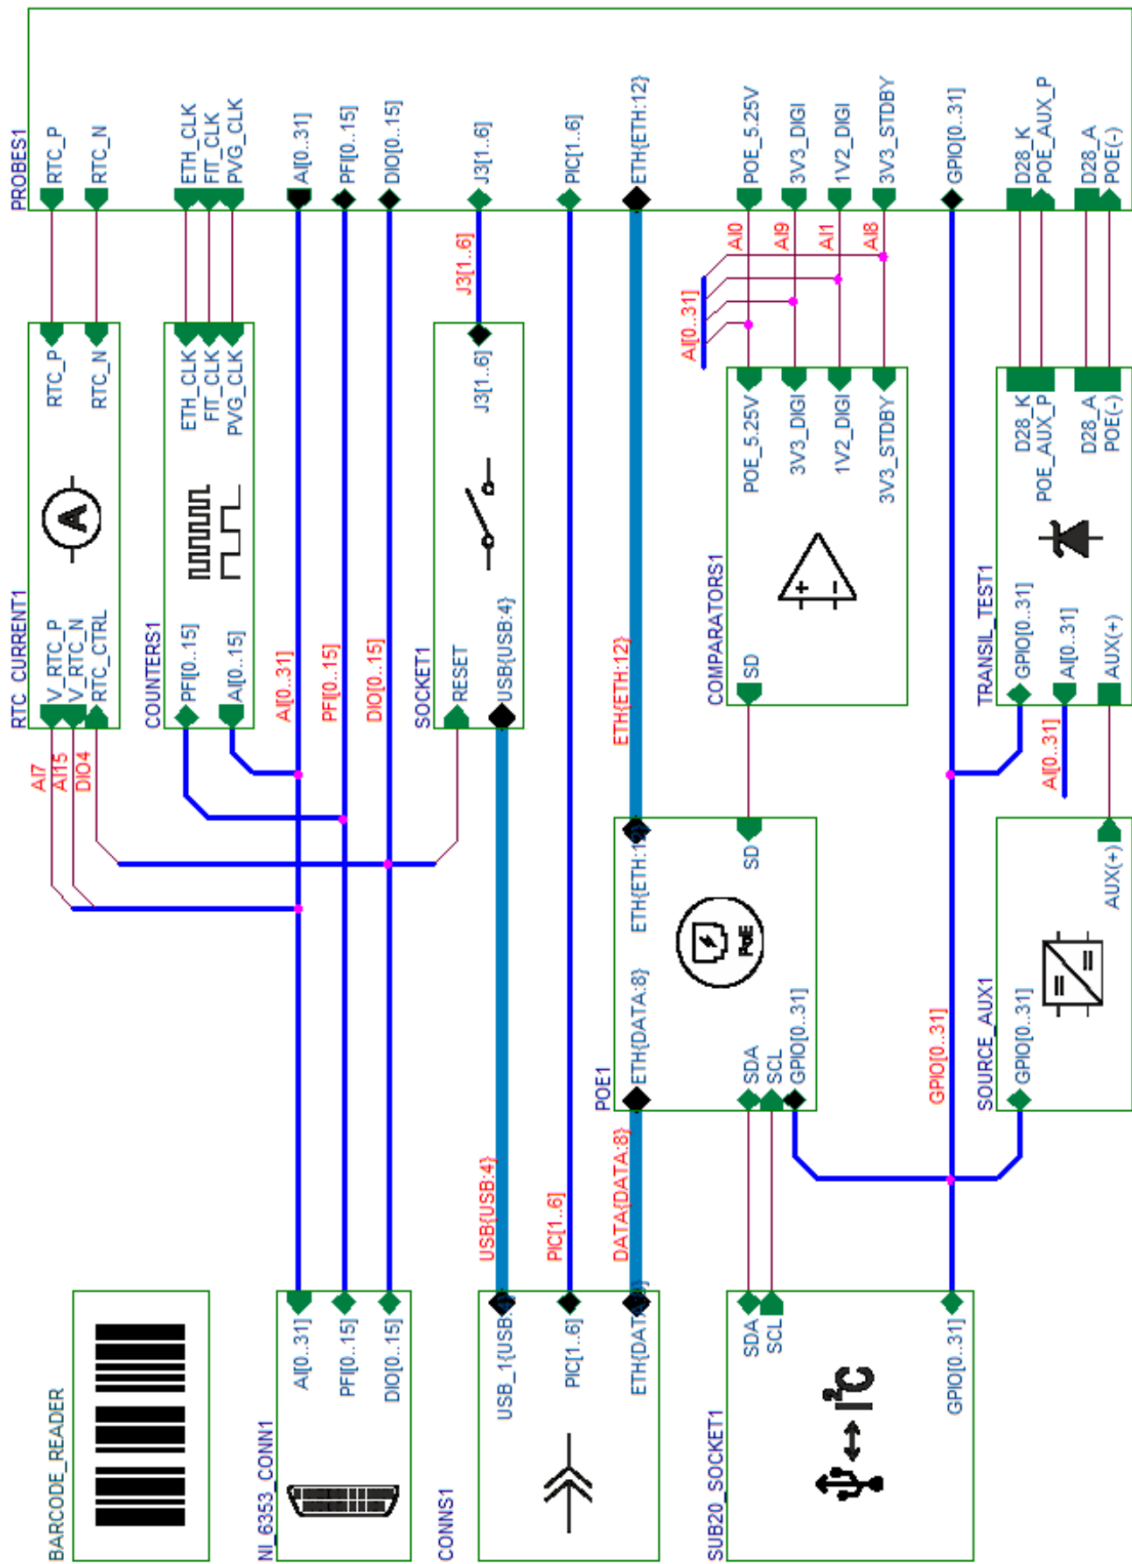 BARCODE_READER
NI_6353_CONN1
AI[0..31]
PFI[0..15]
DIO[0..15]
CONNS1
USB_1{USB:4}
PIC[1..6]
ETH{DATA:8}
SUB20_SOCKET1
I²C
SDA
SCL
GPIO[0..31]
USB{USB:4}
PIC[1..6]
DATA{DATA:8}
POE1
ETH{DATA:8}
ETH{ETH:12}
SDA
SCL
GPIO[0..31]
SD
PoE
GPIO[0..31]
SOURCE_AUX1
GPIO[0..31]
AUX(+)
AI7
AI15
DIO4
RTC CURRENT1
V_RTC_P
V_RTC_N
RTC_CTRL
A
RTC_P
RTC_N
COUNTERS1
PFI[0..15]
AI[0..15]
ETH_CLK
FIT_CLK
PVG_CLK
AI[0..31]
PFI[0..15]
DIO[0..15]
SOCKET1
RESET
USB{USB:4}
J3[1..6]
J3[1..6]
ETH{ETH:12}
COMPARATORS1
SD
+
-
POE_5.25V
3V3_DIGI
1V2_DIGI
3V3_STDBY
AI[0..31]
AI0
AI9
AI1
AI8
TRANSIL_TEST1
GPIO[0..31]
AI[0..31]
AUX(+)
AI[0..31]
D28_K
POE_AUX_P
D28_A
POE(-)
PROBES1
RTC_P
RTC_N
ETH_CLK
FIT_CLK
PVG_CLK
AI[0..31]
PFI[0..15]
DIO[0..15]
J3[1..6]
PIC[1..6]
ETH{ETH:12}
POE_5.25V
3V3_DIGI
1V2_DIGI
3V3_STDBY
GPIO[0..31]
D28_K
POE_AUX_P
D28_A
POE(-)